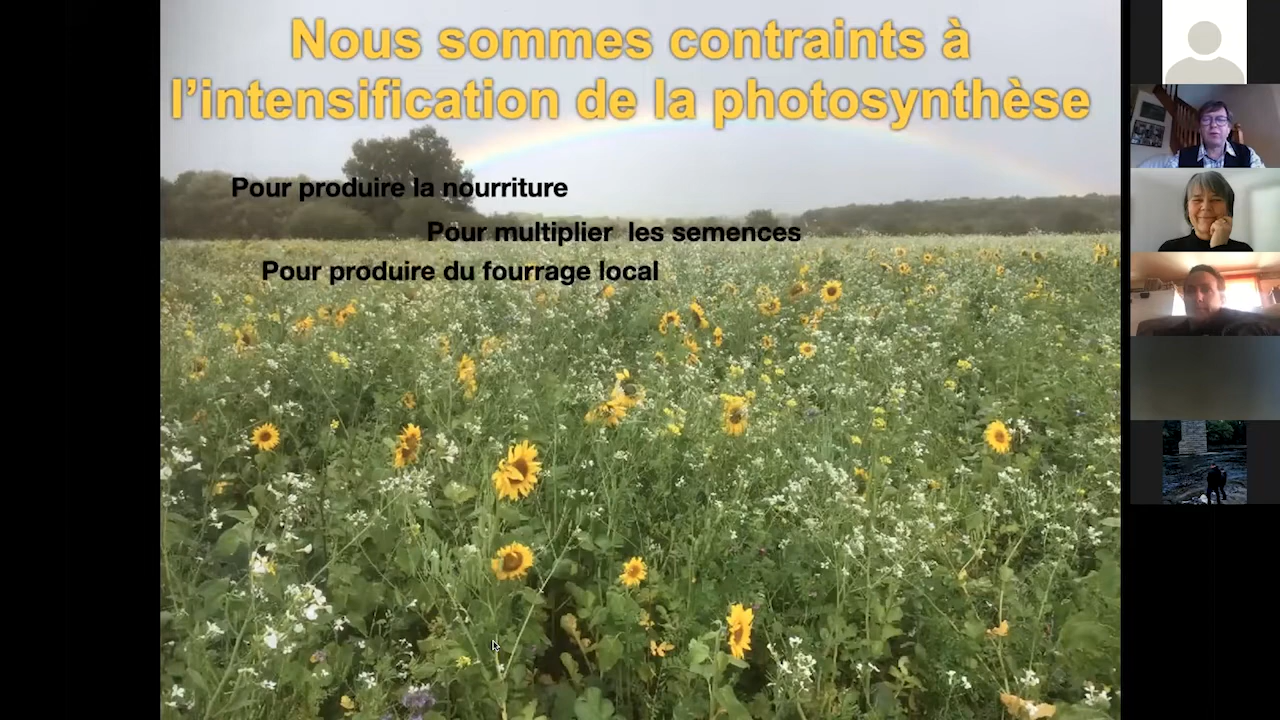 Nous sommes contraints à
l’intensification de la photosynthèse
Pour produire la nourriture
Pour multiplier  les semences
Pour produire du fourrage local